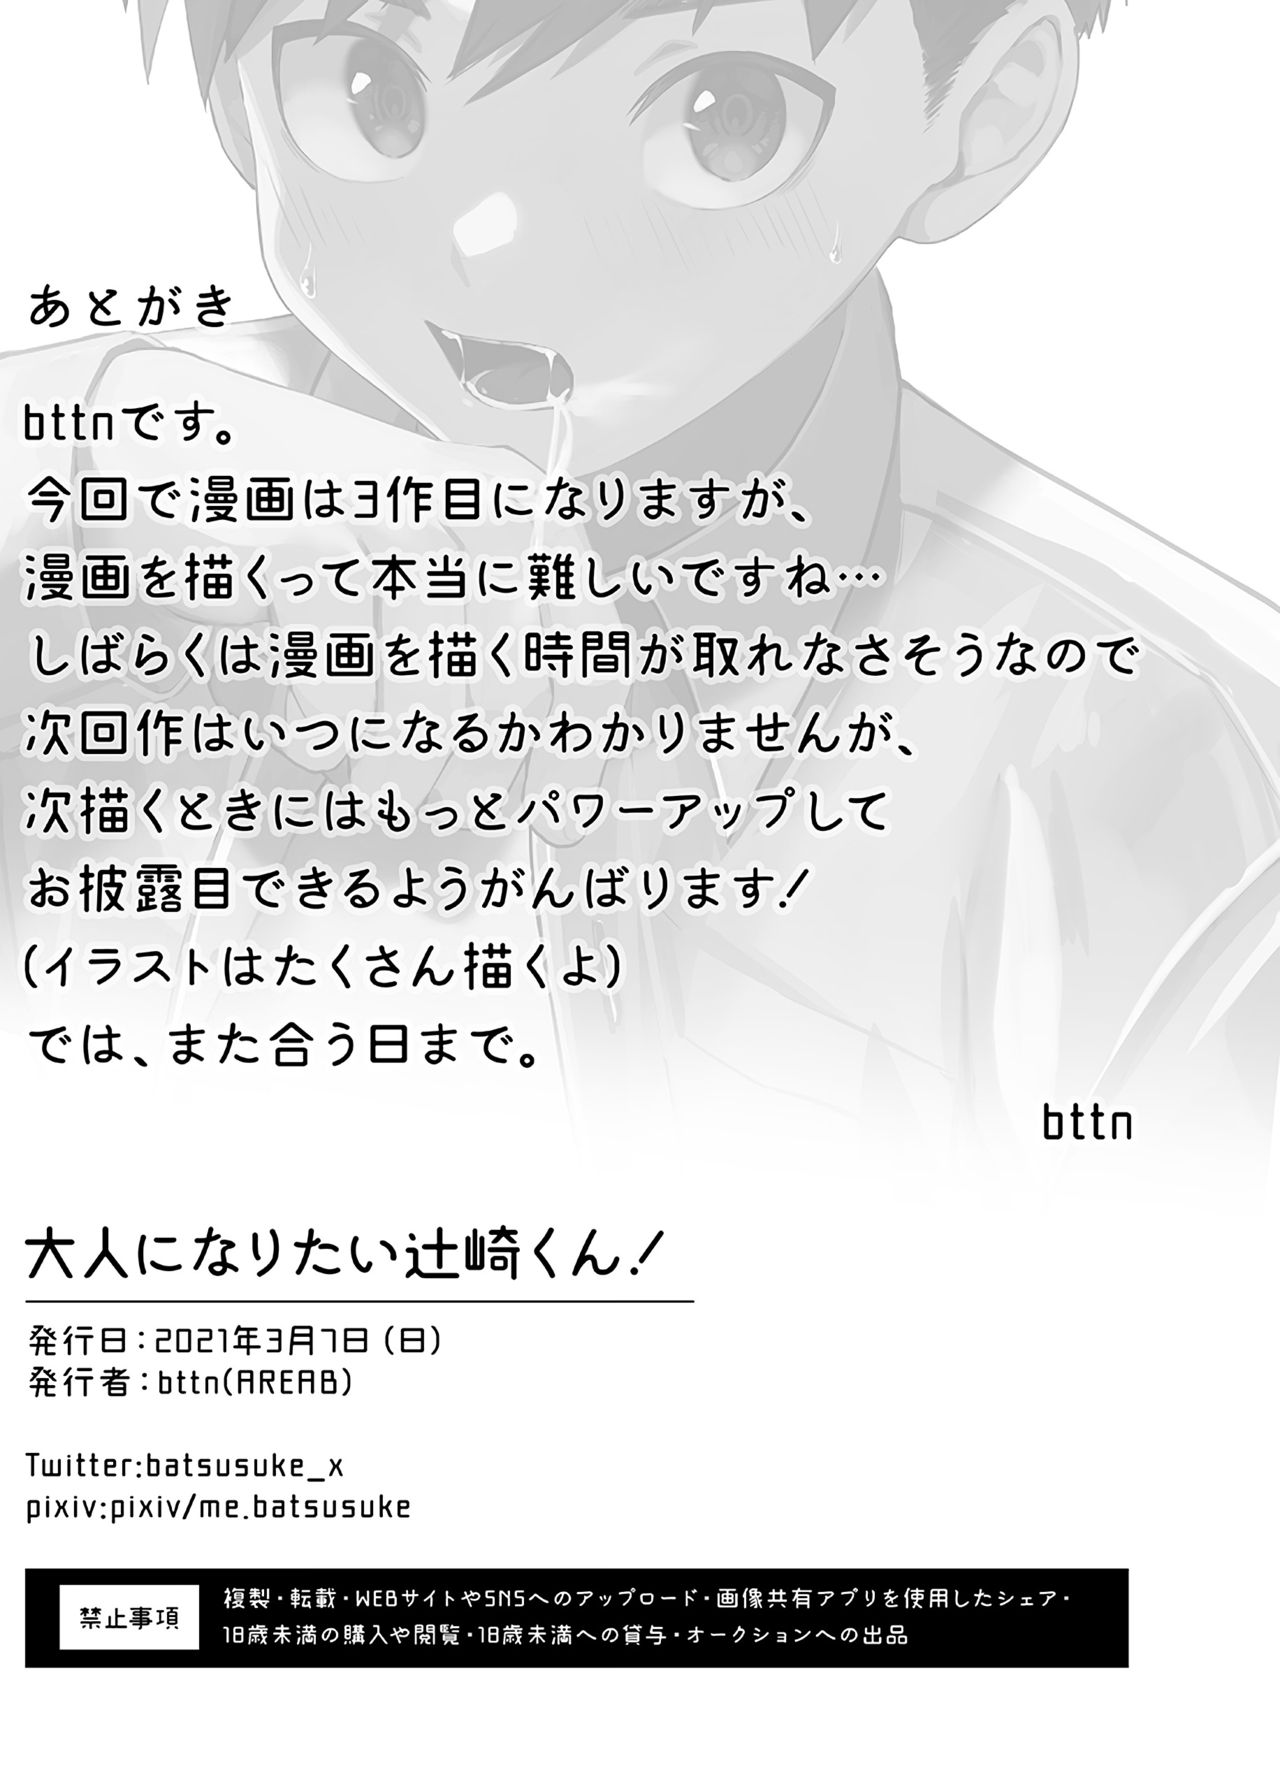 あとがき
bttnです。
今回で漫画は3作目になりますが、
漫画を描くって本当に難しいですね…
しばらくは漫画を描く時間が取れなさそうなので
次回作はいつになるかわかりませんが、
次描くときにはもっとパワーアップして
お披露目できるようがんばります!
(イラストはたくさん描くよ)
では、また合う日まで。
bttn
大人になりたい辻崎くん!
発行日:2021年3月7日(日)
発行者:bttn(AREAB)
Twitter:batsusuke_x
pixiv:pixiv/me.batsusuke
禁止事項
複製・転載・WEBサイトやSNSへのアップロード・画像共有アプリを使用したシェア・
18歳未満の購入や閲覧・18歳未満への貸与・オークションへの出品